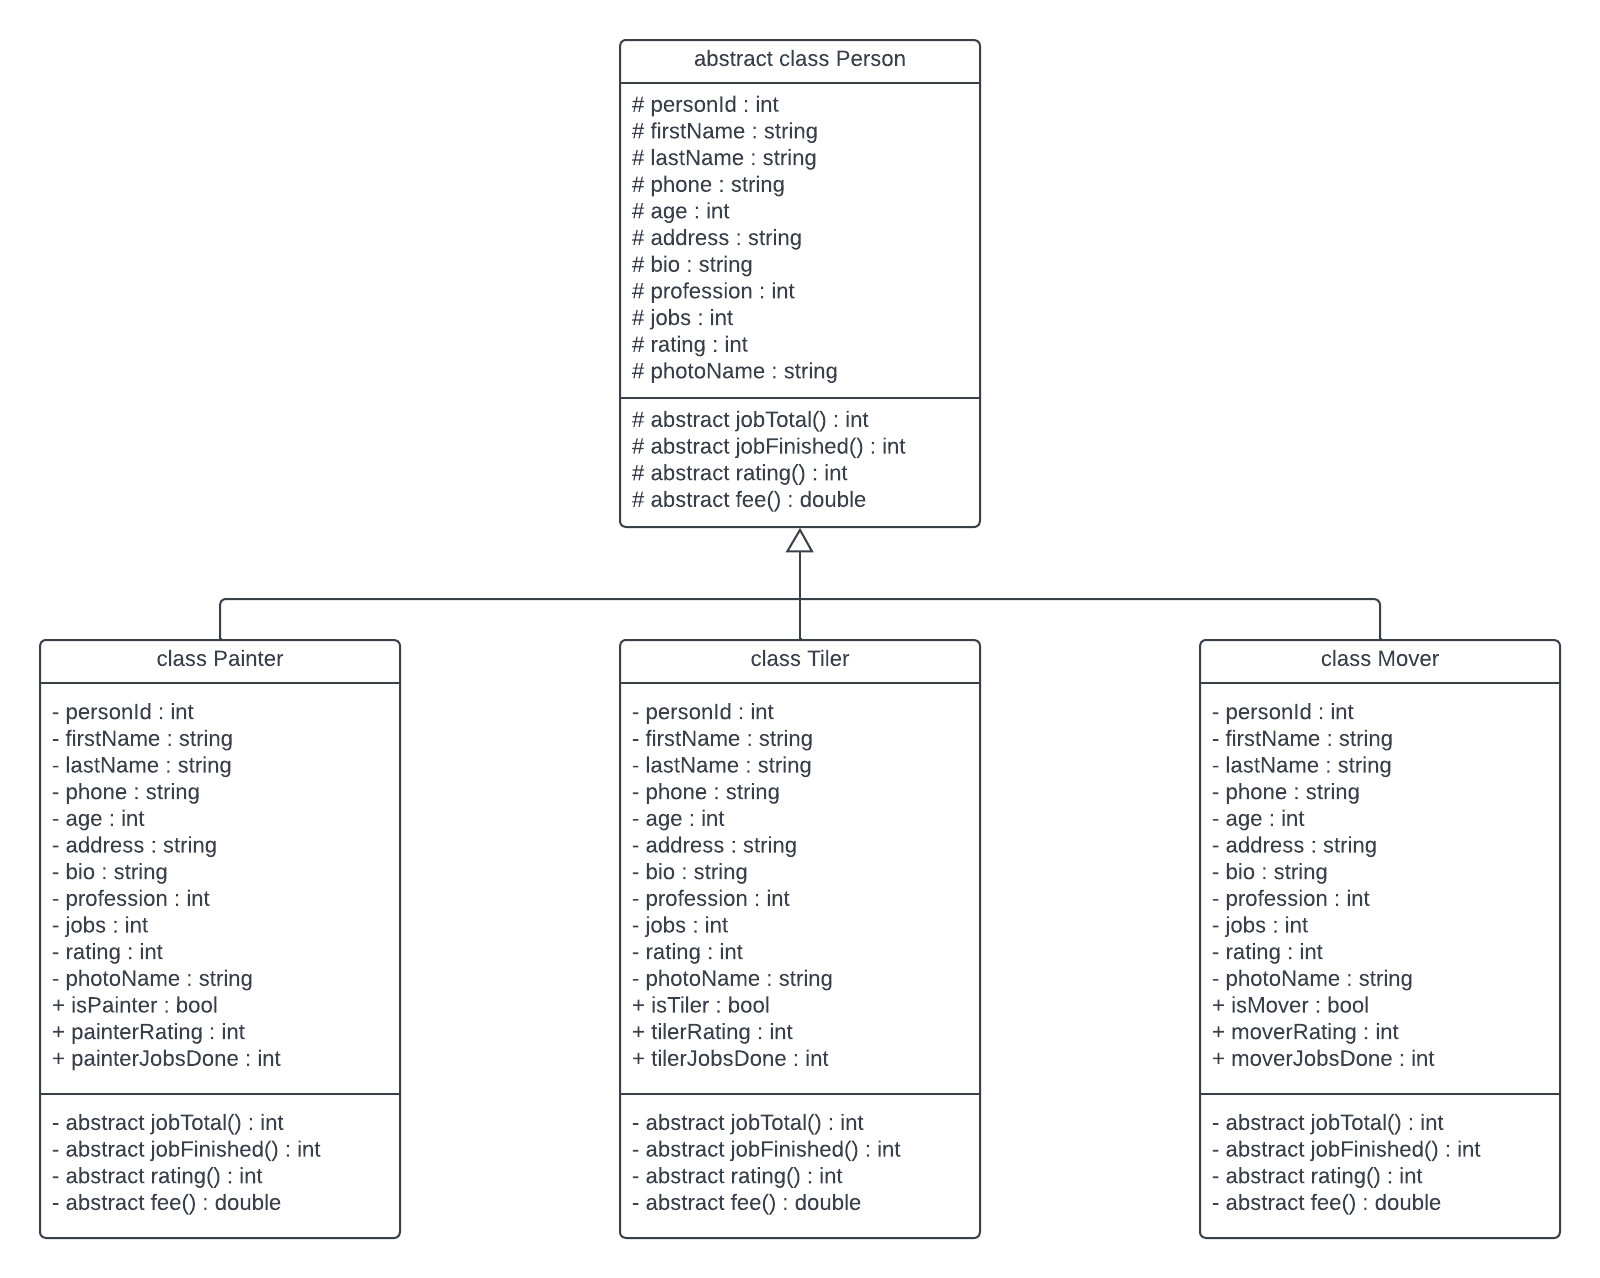 abstract class Person
# personId : int
# firstName : string
# lastName : string
# phone : string
# age : int
# address : string
# bio : string
# profession : int
# jobs : int
# rating : int
# photoName : string
# abstract jobTotal() : int
# abstract jobFinished() : int
# abstract rating() : int
# abstract fee() : double
class Painter
- personId : int
- firstName : string
- lastName : string
- phone : string
- age : int
- address : string
- bio : string
- profession : int
- jobs : int
- rating : int
- photoName : string
+ isPainter : bool
+ painterRating : int
+ painterJobsDone : int
- abstract jobTotal() : int
- abstract jobFinished() : int
- abstract rating() : int
- abstract fee() : double
class Tiler
- personId : int
- firstName : string
- lastName : string
- phone : string
- age : int
- address : string
- bio : string
- profession : int
- jobs : int
- rating : int
- photoName : string
+ isTiler : bool
+ tilerRating : int
+ tilerJobsDone : int
- abstract jobTotal() : int
- abstract jobFinished() : int
- abstract rating() : int
- abstract fee() : double
class Mover
- personId : int
- firstName : string
- lastName : string
- phone : string
- age : int
- address : string
- bio : string
- profession : int
- jobs : int
- rating : int
- photoName : string
+ isMover : bool
+ moverRating : int
+ moverJobsDone : int
- abstract jobTotal() : int
- abstract jobFinished() : int
- abstract rating() : int
- abstract fee() : double